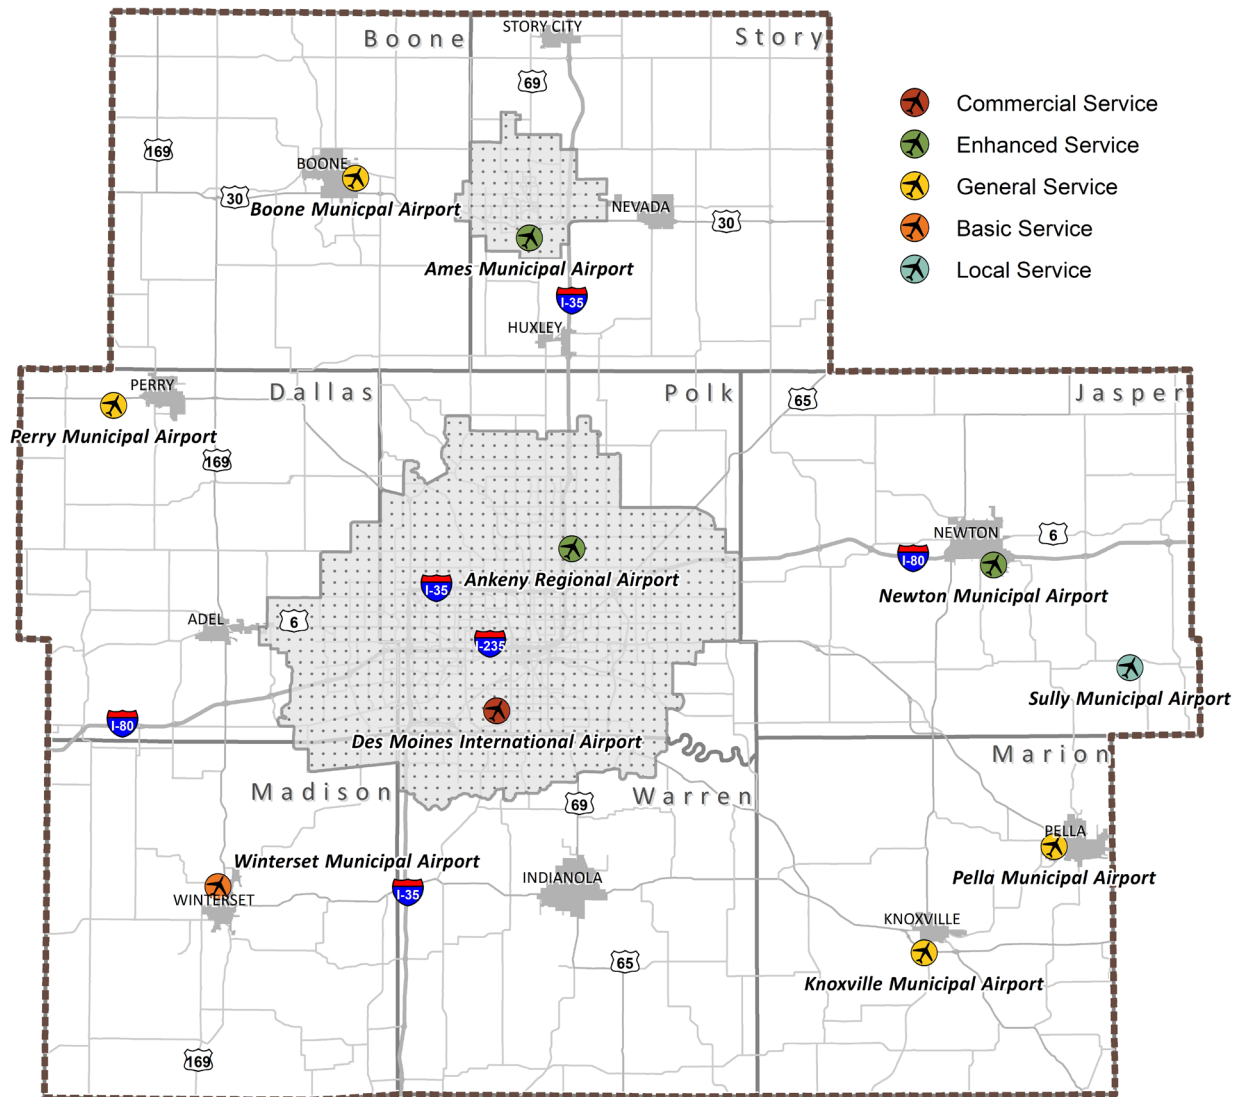 STORY CITY
Boone
Story
69
Commercial Service
Enhanced Service
General Service
Basic Service
Local Service
169
BOONE
30
Boone Municpal Airport
NEVADA
30
Ames Municipal Airport
I-35
HUXLEY
PERRY
Dallas
Polk
65
Jasper
Perry Municipal Airport
169
NEWTON
6
I-80
Ankeny Regional Airport
I-35
Newton Municipal Airport
ADEL
6
I-235
Sully Municipal Airport
I-80
Des Moines International Airport
Marion
Madison
Warren
69
PELLA
Winterset Municipal Airport
INDIANOLA
Pella Municipal Airport
I-35
WINTERSET
KNOXVILLE
65
Knoxville Municipal Airport
169